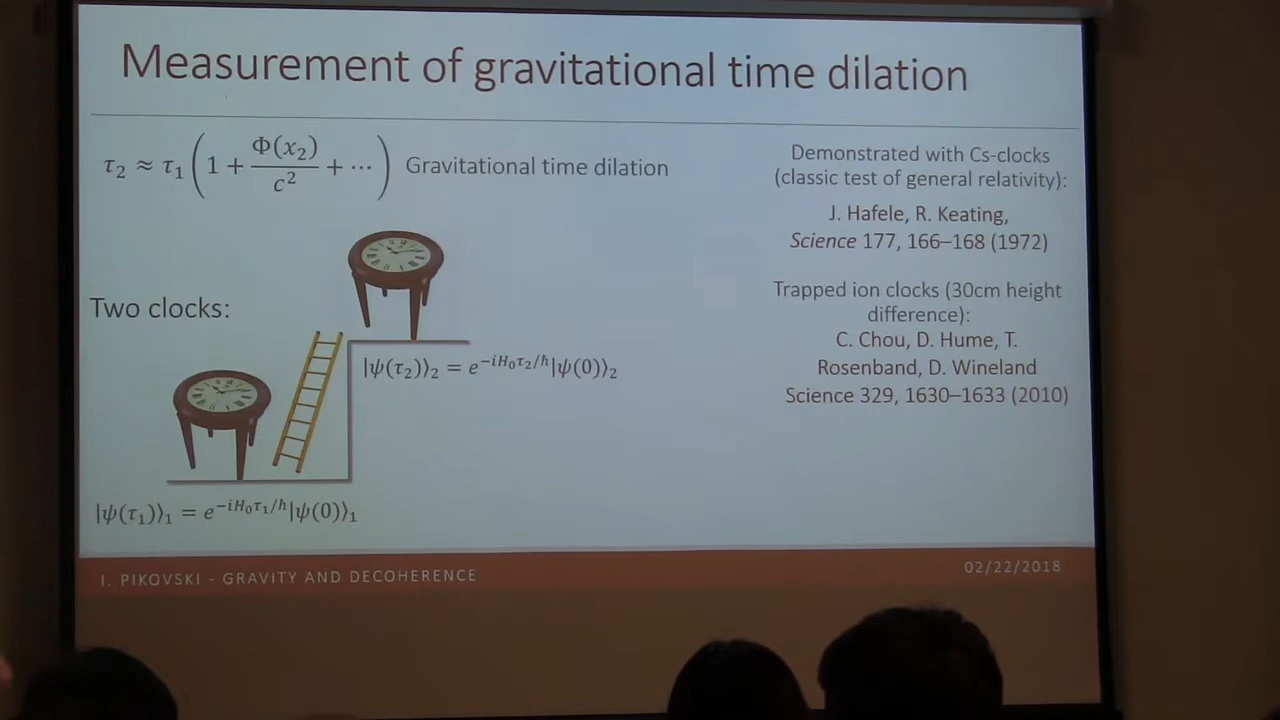 Measurement of gravitational time dilation
τ₂ ≈ τ₁ (1 + Φ(x₂)/c² + ⋯) Gravitational time dilation
Two clocks:
|ψ(τ₂)⟩₂ = e^{−iH₀τ₂/ħ}|ψ(0)⟩₂
|ψ(τ₁)⟩₁ = e^{−iH₀τ₁/ħ}|ψ(0)⟩₁
Demonstrated with Cs-clocks
(classic test of general relativity):
J. Hafele, R. Keating,
Science 177, 166–168 (1972)
Trapped ion clocks (30cm height
difference):
C. Chou, D. Hume, T.
Rosenband, D. Wineland
Science 329, 1630–1633 (2010)
I. PIKOVSKI - GRAVITY AND DECOHERENCE
02/22/2018